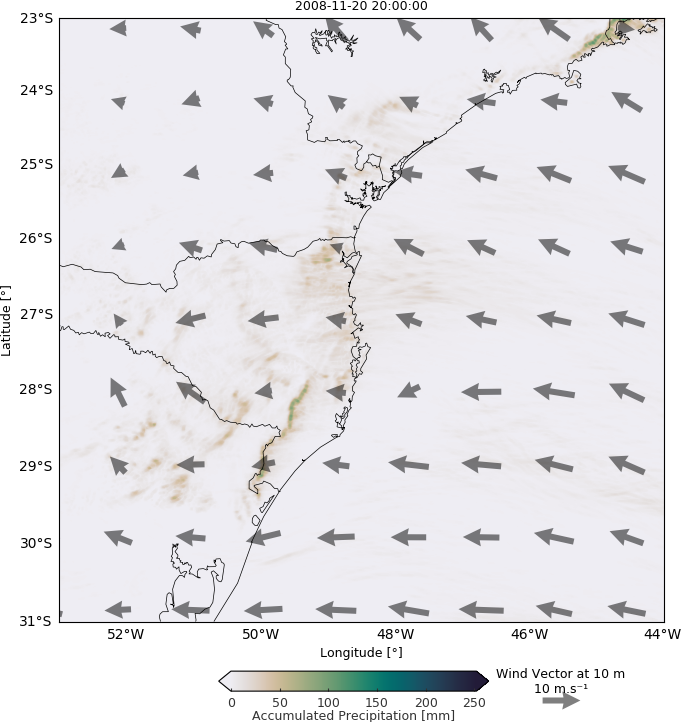 2008-11-20 20:00:00
23°S
24°S
25°S
26°S
27°S
28°S
29°S
30°S
31°S
Latitude [°]
52°W 50°W 48°W 46°W 44°W
Longitude [°]
0 50 100 150 200 250
Accumulated Precipitation [mm]
Wind Vector at 10 m
10 m.s⁻¹